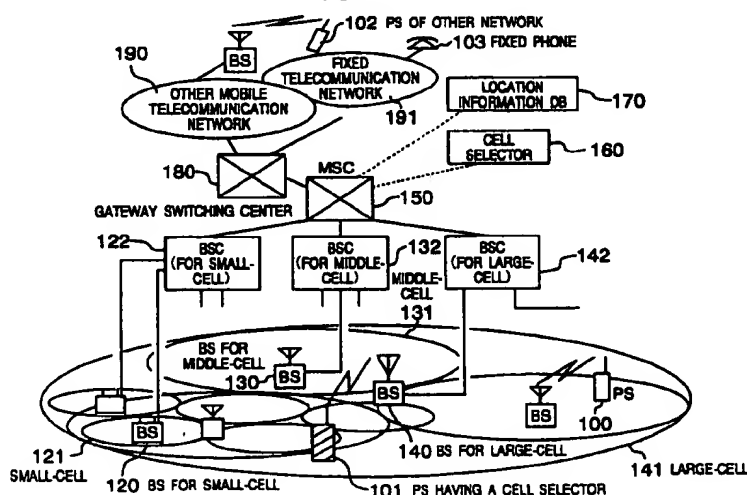 102 PS OF OTHER NETWORK
BS
103 FIXED PHONE
190
FIXED
TELECOMMUNICATION
NETWORK
191
OTHER MOBILE
TELECOMMUNICATION
NETWORK
LOCATION
INFORMATION DB
170
CELL
SELECTOR
160
180
MSC
150
GATEWAY SWITCHING CENTER
122
BSC
(FOR SMALL-
CELL)
BSC
(FOR MIDDLE-
CELL)
132
BSC
(FOR LARGE-
CELL)
142
MIDDLE-
CELL
131
BS FOR
MIDDLE-CELL
130
BS
BS
BS
PS
100
BS
121
SMALL-CELL
120 BS FOR SMALL-CELL
140 BS FOR LARGE-CELL
101 PS HAVING A CELL SELECTOR
141 LARGE-CELL